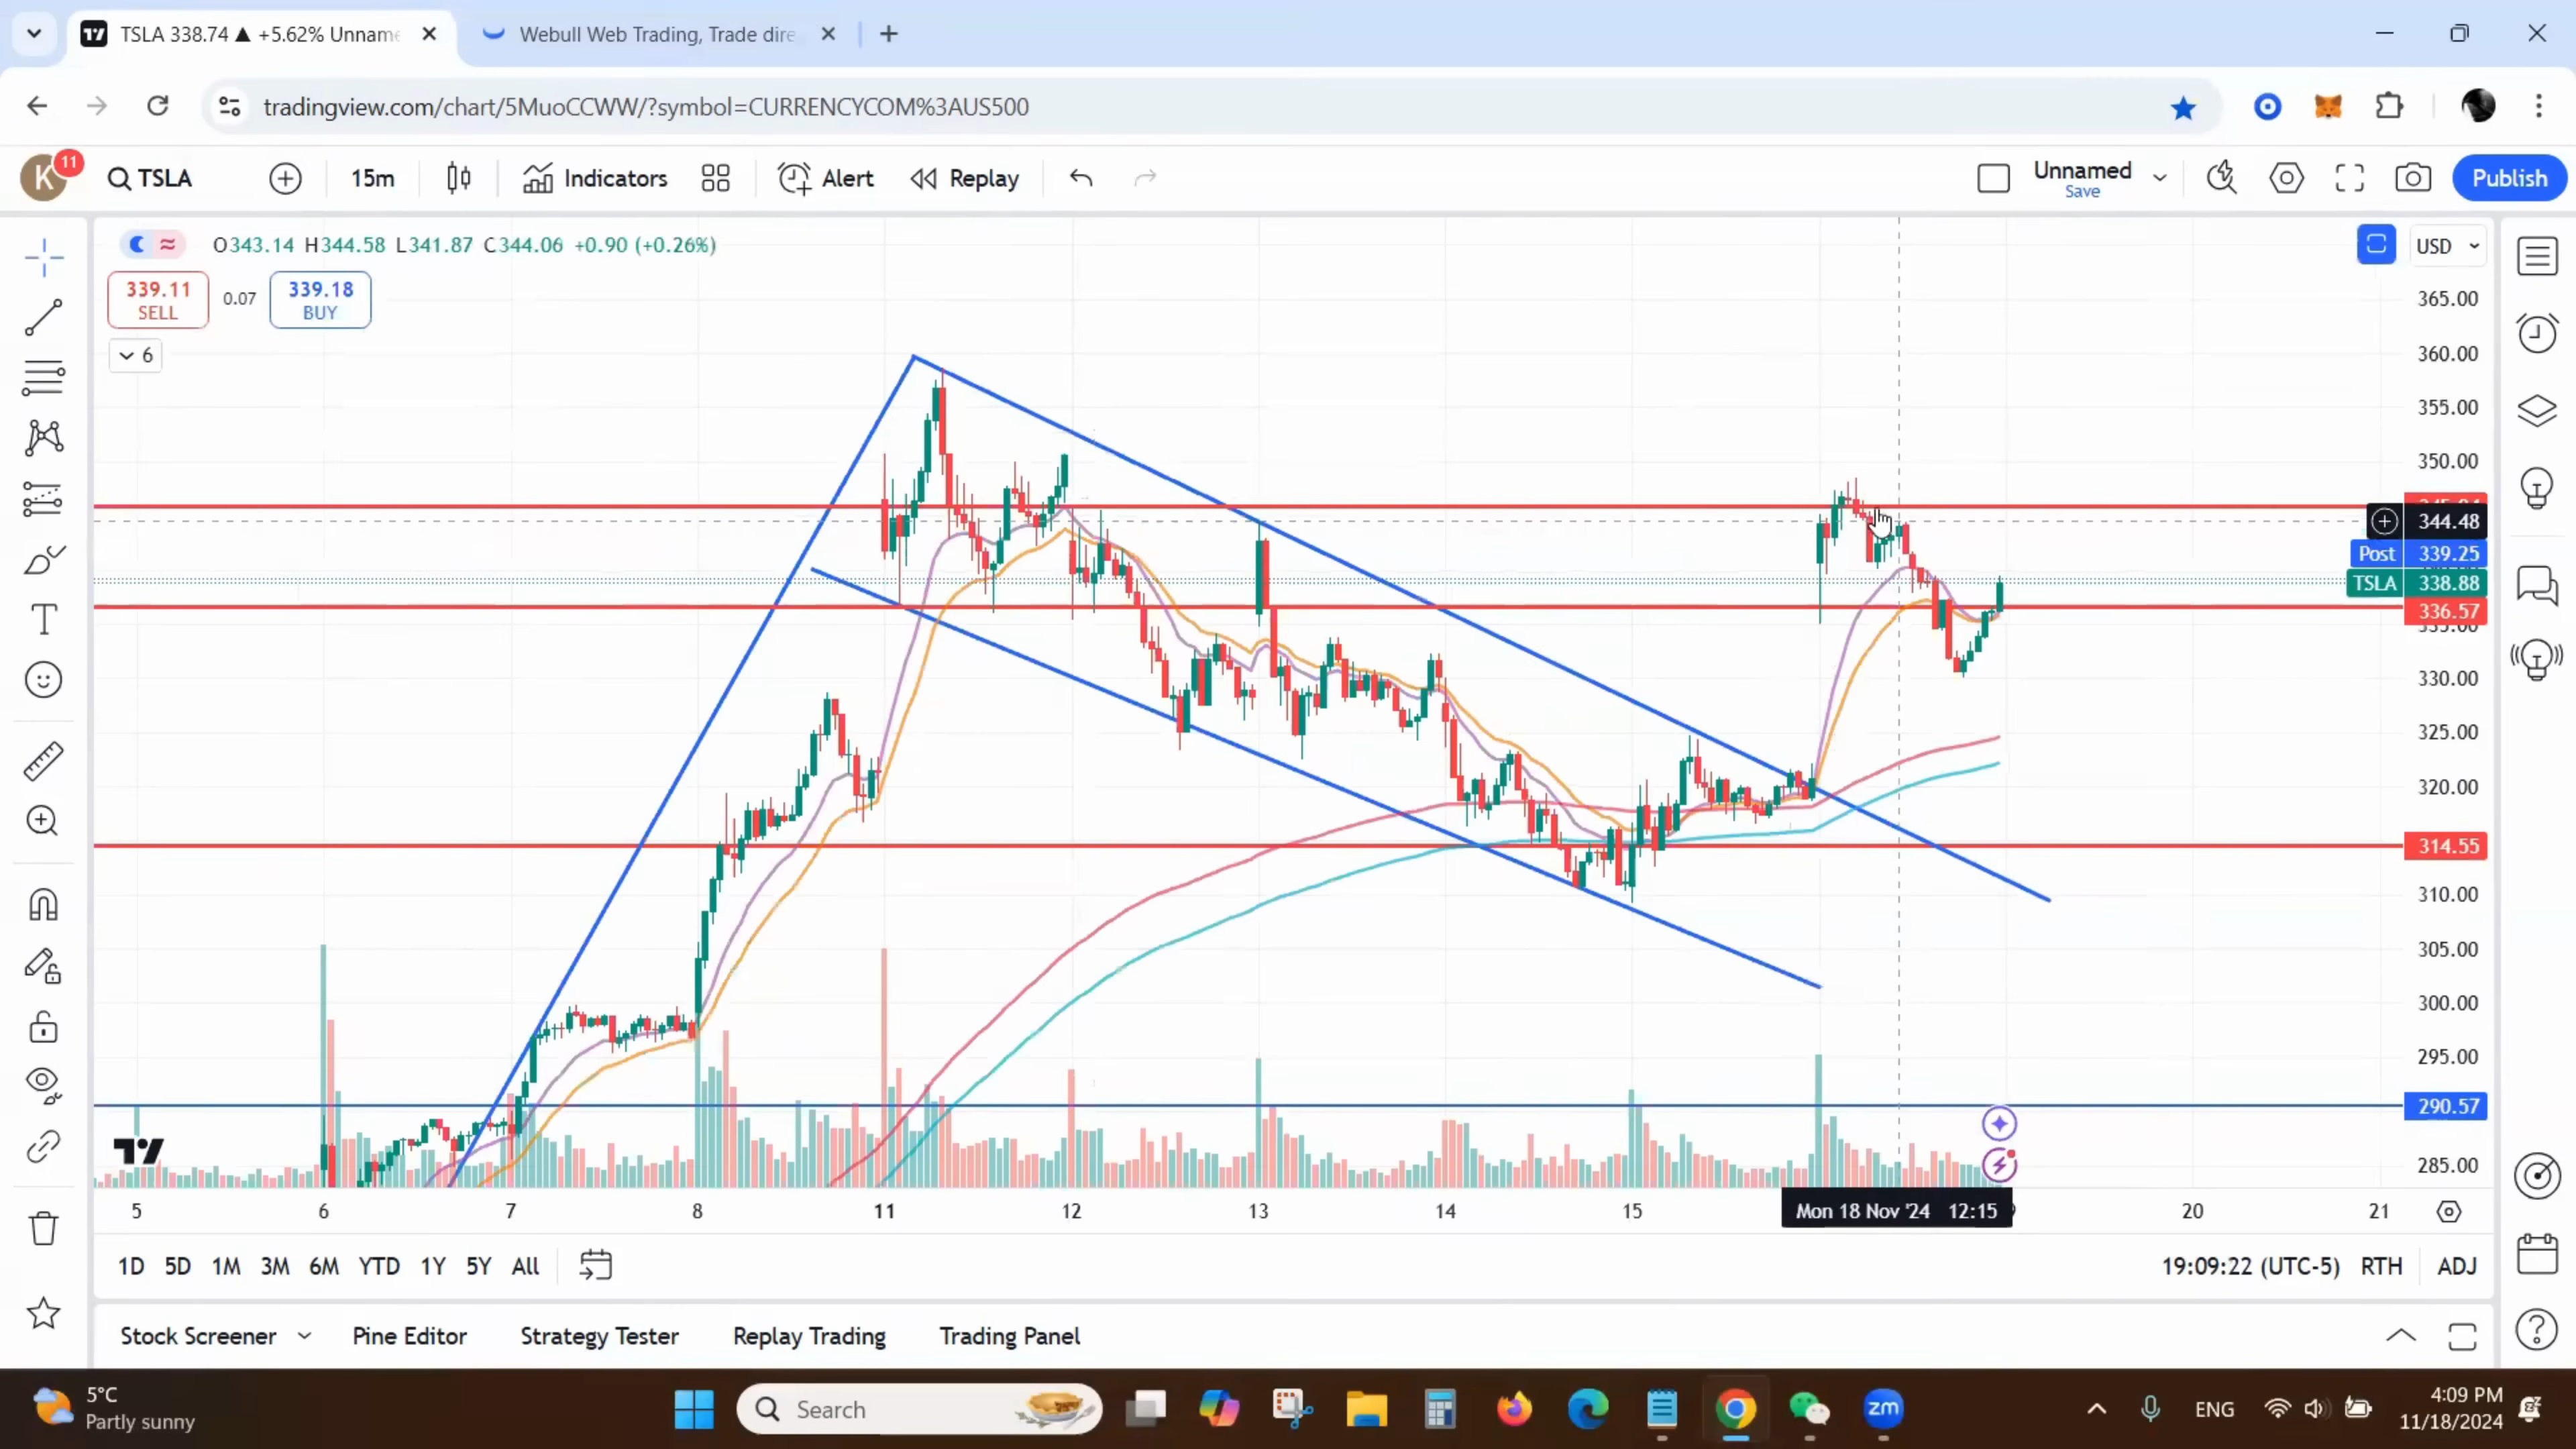 TSLA 338.74 ▲ +5.62% Unnam
Webull Web Trading, Trade dire
tradingview.com/chart/5MuoCCWW/?symbol=CURRENCYCOM%3AUS500
K 11
TSLA
15m
Indicators
Alert
Replay
Unnamed
Save
Publish
O343.14 H344.58 L341.87 C344.06 +0.90 (+0.26%)
USD
339.11
SELL
0.07
339.18
BUY
6
365.00
360.00
355.00
350.00
344.48
Post 339.25
TSLA 338.88
336.57
335.00
330.00
325.00
320.00
314.55
310.00
305.00
300.00
295.00
290.57
285.00
5 6 7 8 11 12 13 14 15 Mon 18 Nov '24 12:15 20 21
1D 5D 1M 3M 6M YTD 1Y 5Y All
19:09:22 (UTC-5) RTH ADJ
Stock Screener Pine Editor Strategy Tester Replay Trading Trading Panel
5°C
Partly sunny
Search
zm
ENG
4:09 PM
11/18/2024